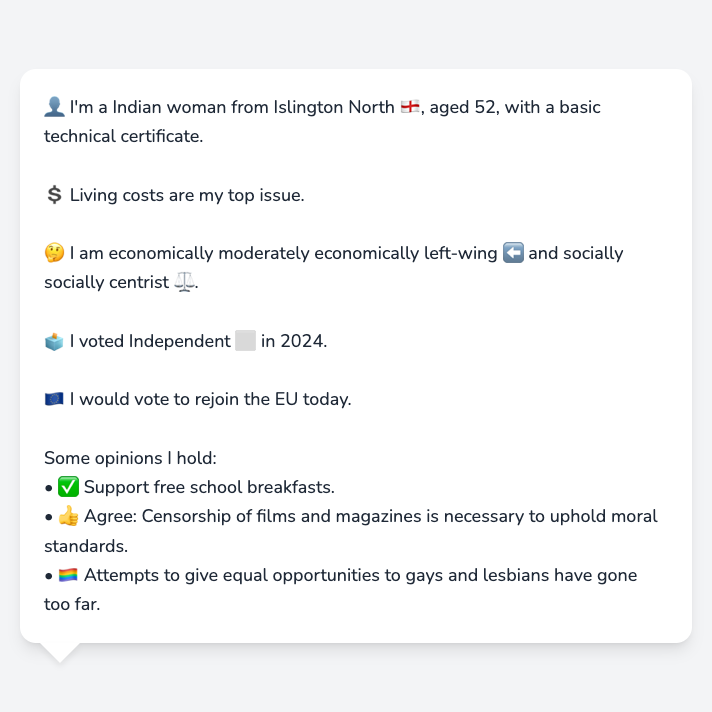 👤 I'm a Indian woman from Islington North 🏴󠁧󠁢󠁥󠁮󠁧󠁿, aged 52, with a basic
technical certificate.
💲 Living costs are my top issue.
🤔 I am economically moderately economically left-wing ⬅️ and socially
socially centrist ⚖️.
🗳️ I voted Independent ⬜ in 2024.
🇪🇺 I would vote to rejoin the EU today.
Some opinions I hold:
• ✅ Support free school breakfasts.
• 👍 Agree: Censorship of films and magazines is necessary to uphold moral
standards.
• 🏳️‍🌈 Attempts to give equal opportunities to gays and lesbians have gone
too far.